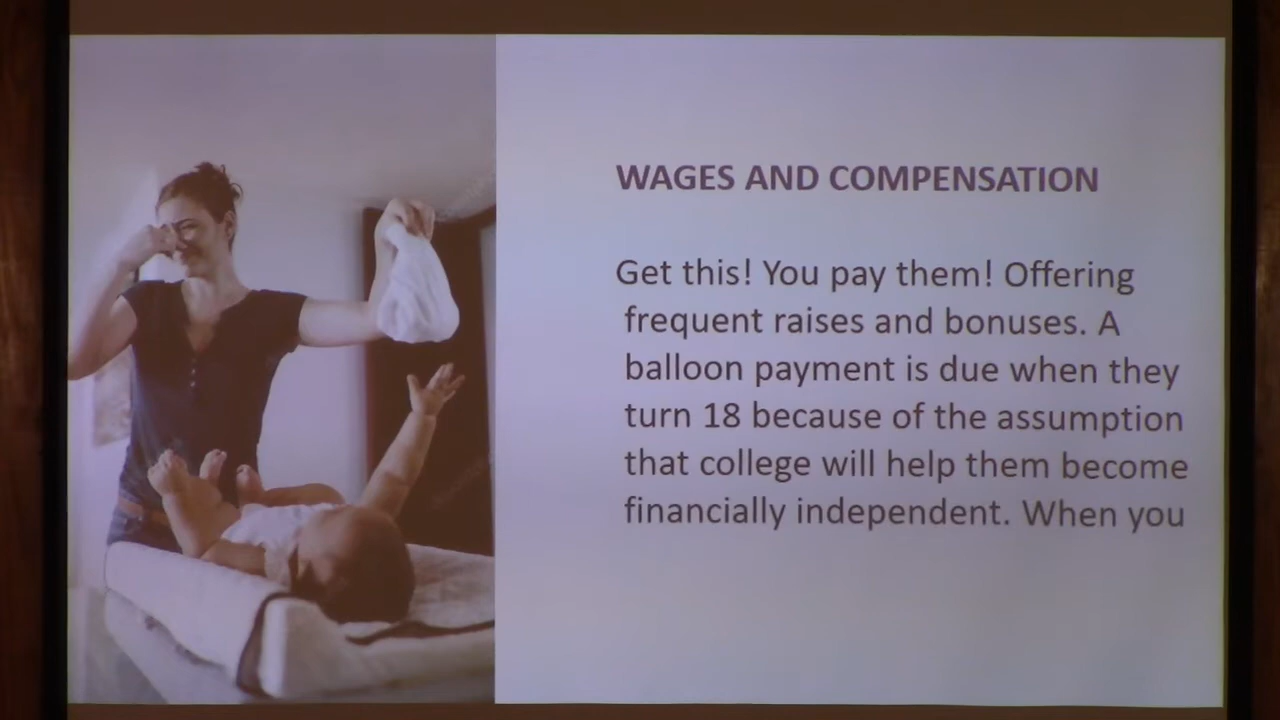 WAGES AND COMPENSATION
Get this! You pay them! Offering
frequent raises and bonuses. A
balloon payment is due when they
turn 18 because of the assumption
that college will help them become
financially independent. When you